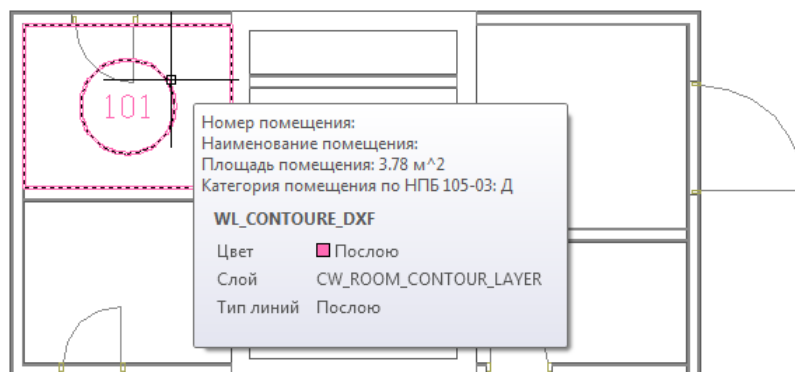 101
Номер помещения:
Наименование помещения:
Площадь помещения: 3.78 м^2
Категория помещения по НПБ 105-03: Д
WL_CONTOURE_DXF
Цвет Послою
Слой CW_ROOM_CONTOUR_LAYER
Тип линий Послою